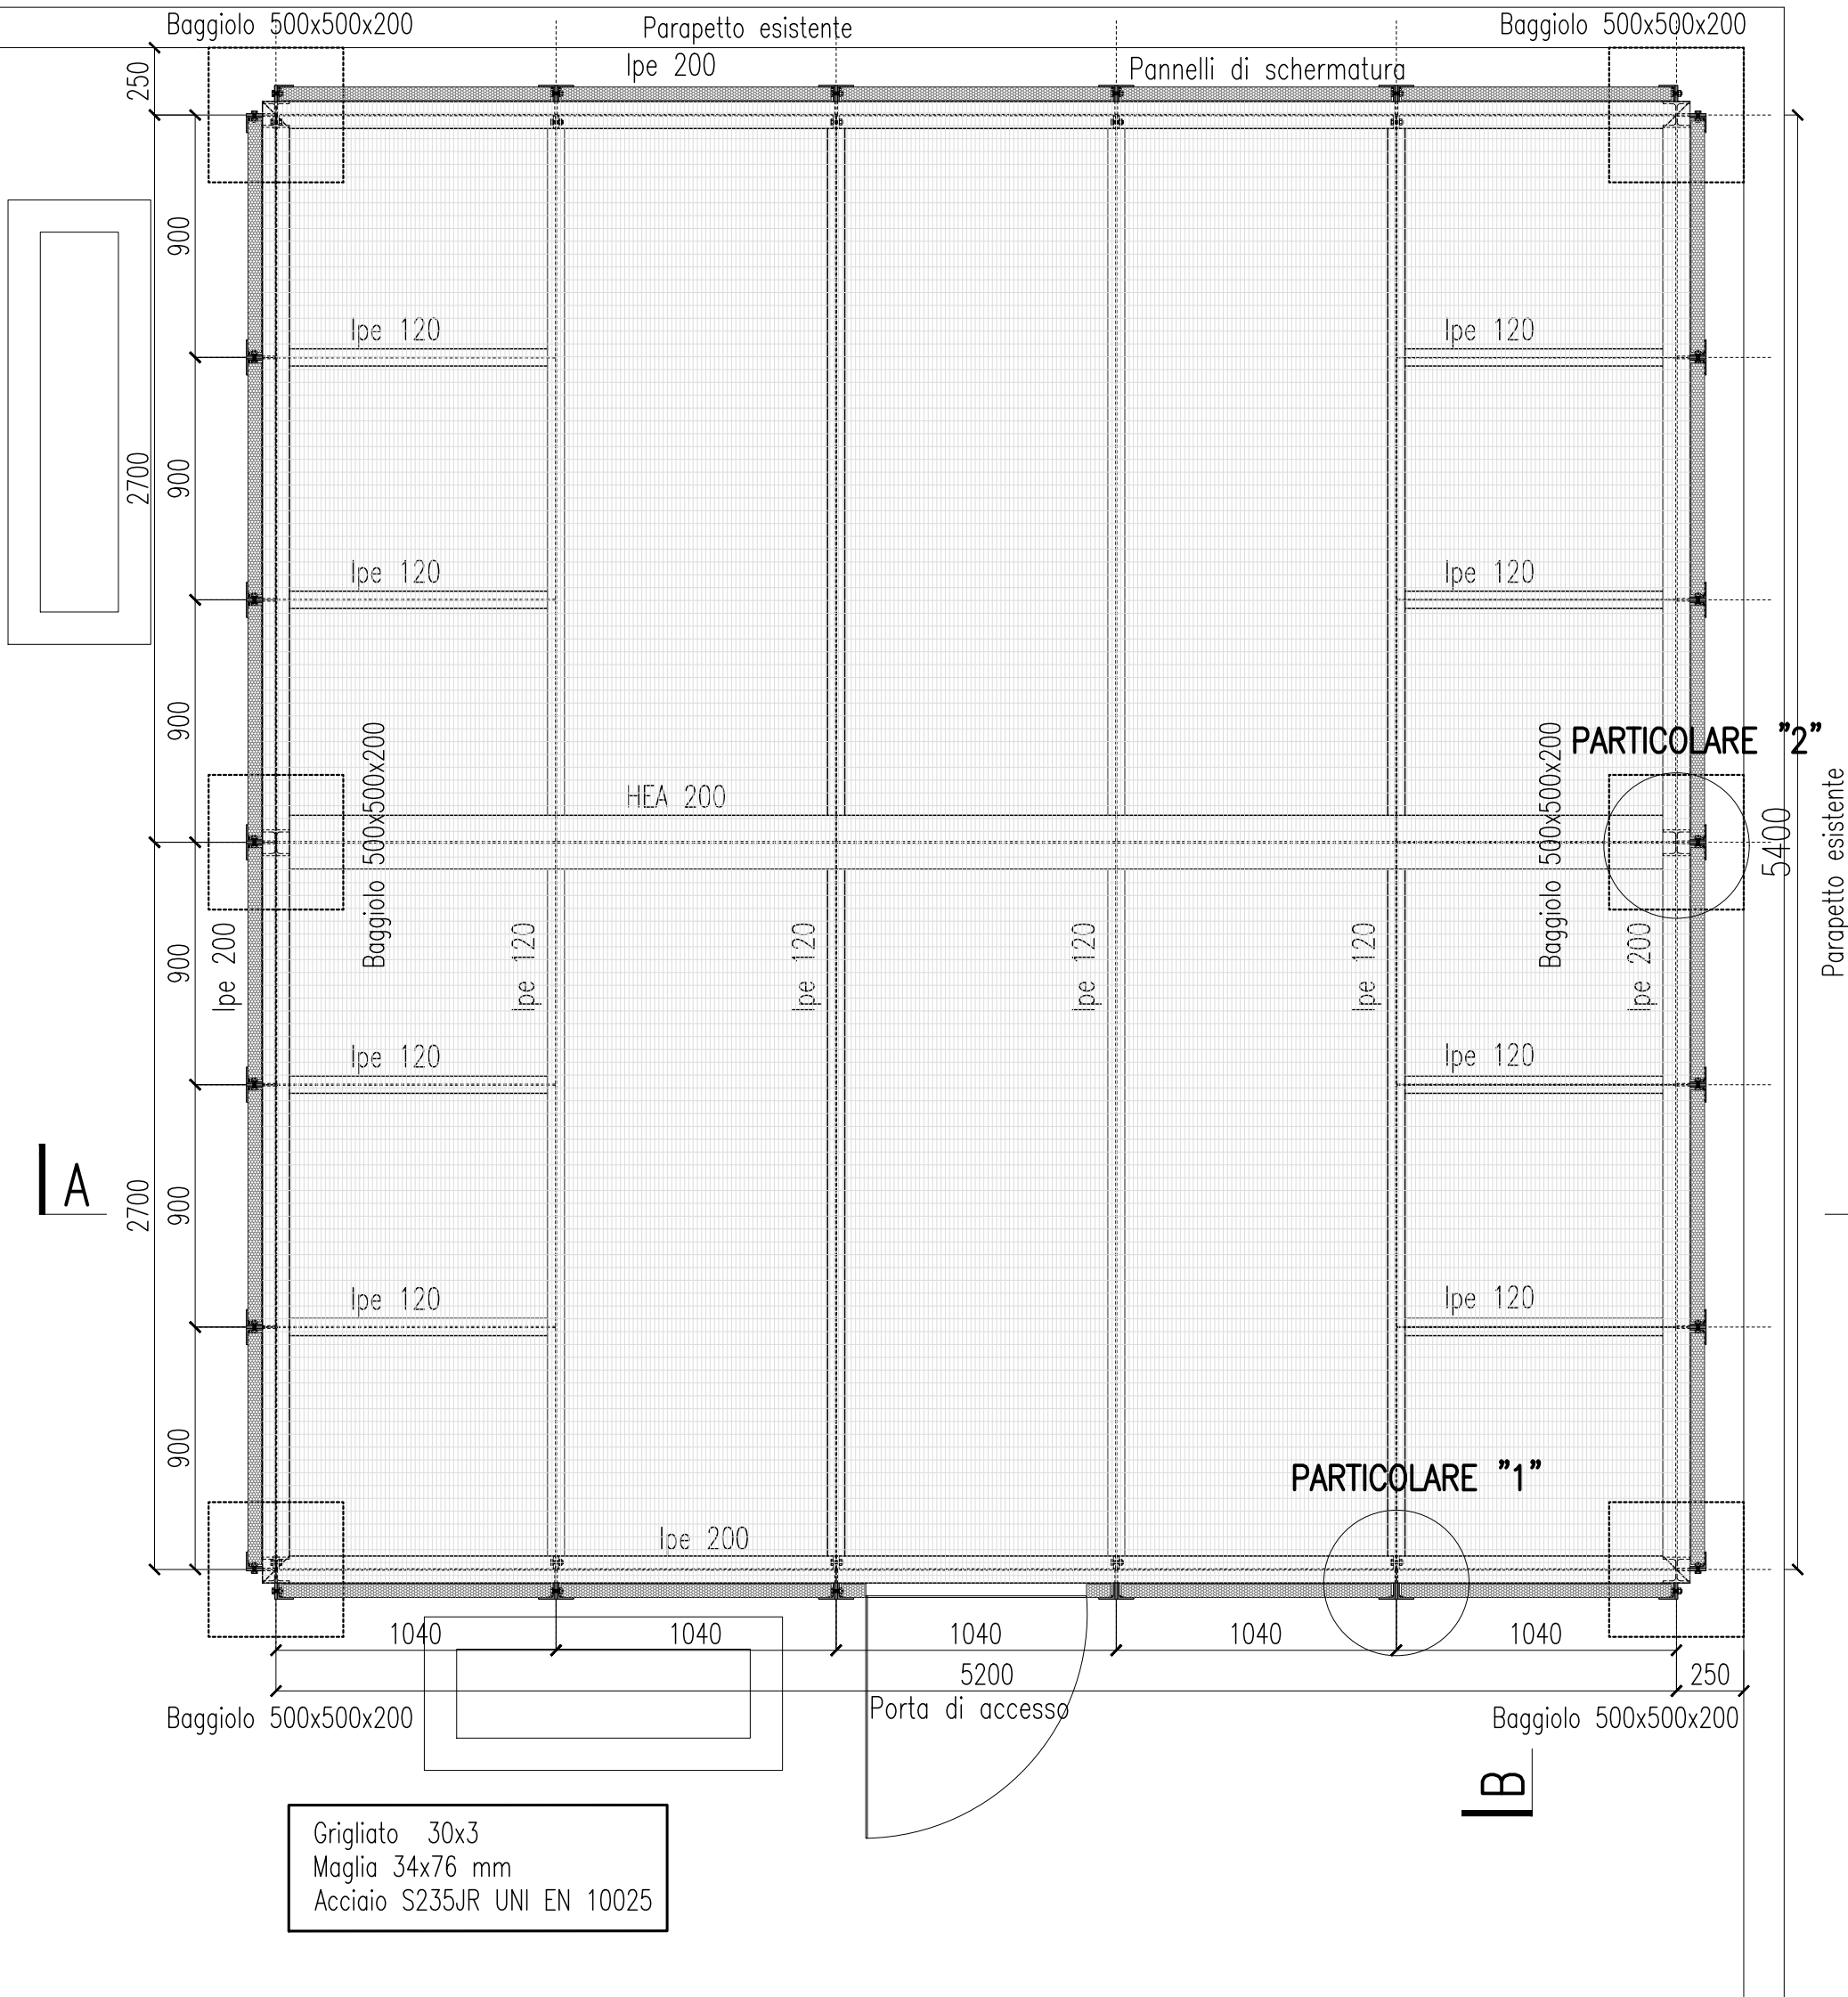 Baggiolo 500x500x200
Parapetto esistente
Baggiolo 500x500x200
Ipe 200
Pannelli di schermatura
250
900
Ipe 120
Ipe 120
2700
900
Ipe 120
Ipe 120
900
Baggiolo 500x500x200
HEA 200
Baggiolo 500x500x200
PARTICOLARE "2"
5400
Parapetto esistente
Ipe 200
900
Ipe 120
Ipe 120
Ipe 120
Ipe 120
Ipe 200
Ipe 120
Ipe 120
A
2700
900
Ipe 120
Ipe 120
900
PARTICOLARE "1"
Ipe 200
1040
1040
1040
1040
1040
5200
250
Baggiolo 500x500x200
Porta di accesso
Baggiolo 500x500x200
B
Grigliato 30x3
Maglia 34x76 mm
Acciaio S235JR UNI EN 10025